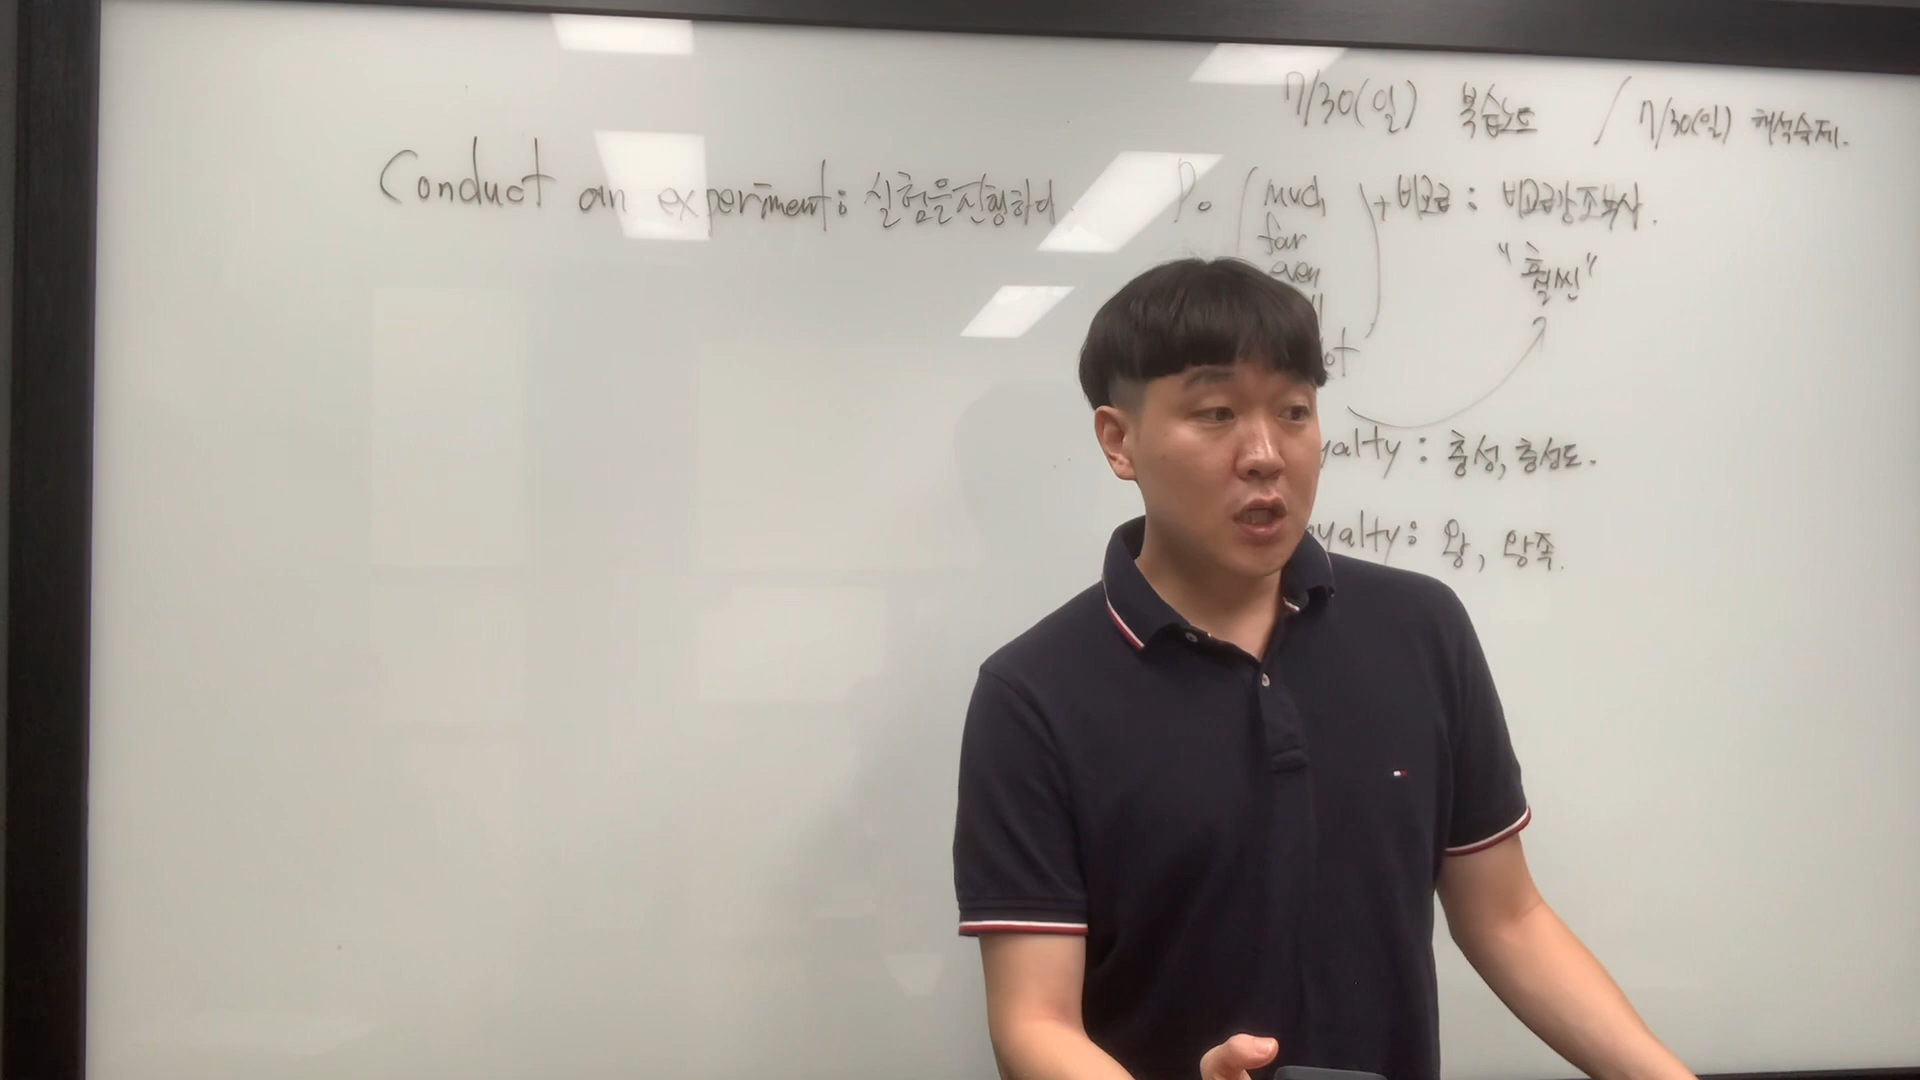 7/30(일) 복습노트 / 7/30(일) 해석숙제.
Conduct an experiment : 실험을 진행하다.
P. ( much ) + 비교급 : 비교급강조부사.
far
even
"훨씬"
yalty : 충성, 충성도.
yalty : 왕, 왕족.